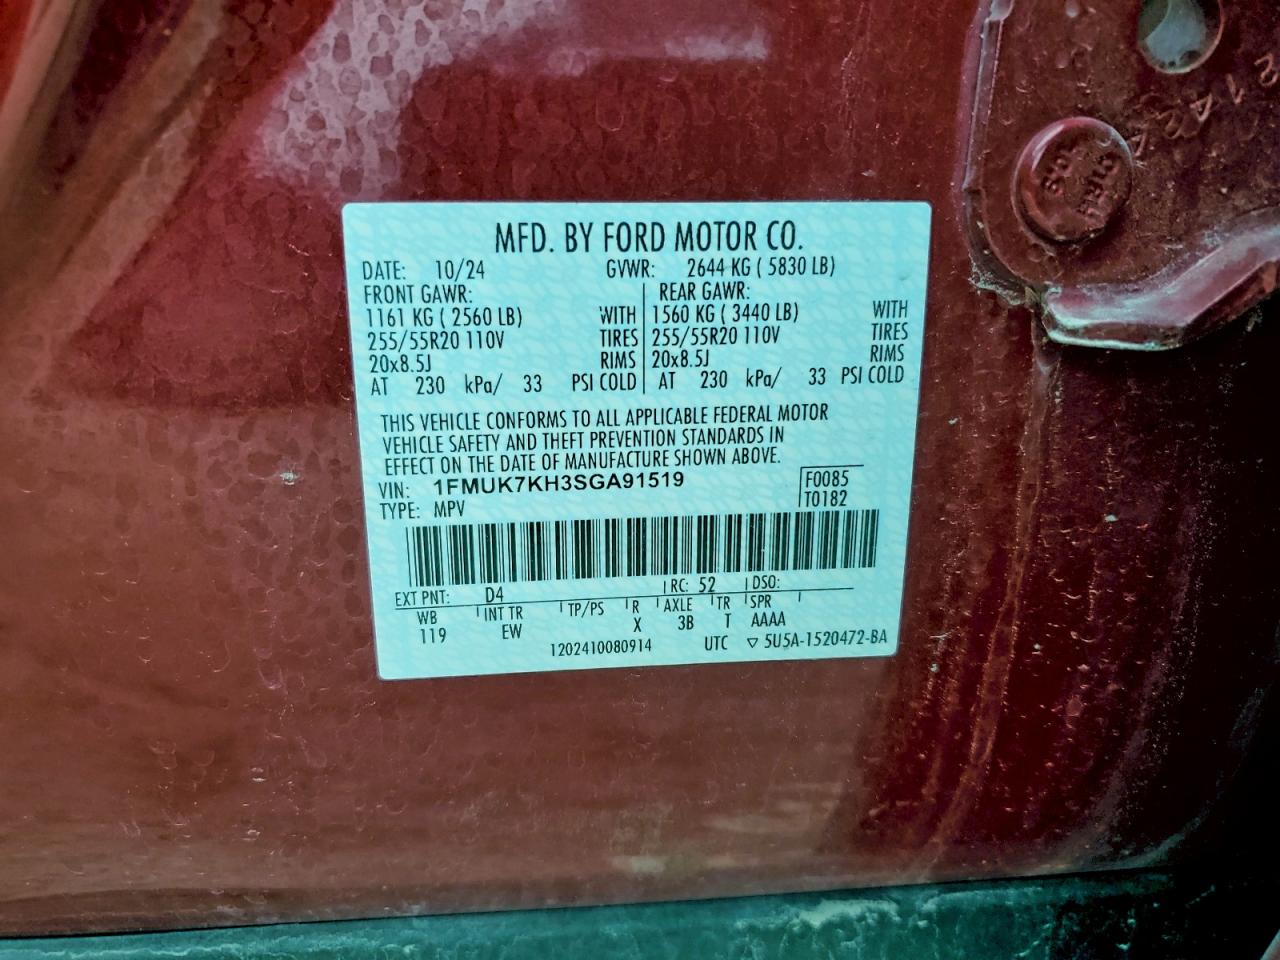 MFD. BY FORD MOTOR CO.
DATE: 10/24 GVWR: 2644 KG ( 5830 LB)
FRONT GAWR: REAR GAWR:
1161 KG ( 2560 LB) WITH 1560 KG ( 3440 LB) WITH
255/55R20 110V TIRES 255/55R20 110V TIRES
20x8.5J RIMS 20x8.5J RIMS
AT 230 kPa/ 33 PSI COLD AT 230 kPa/ 33 PSI COLD
THIS VEHICLE CONFORMS TO ALL APPLICABLE FEDERAL MOTOR
VEHICLE SAFETY AND THEFT PREVENTION STANDARDS IN
EFFECT ON THE DATE OF MANUFACTURE SHOWN ABOVE.
VIN: 1FMUK7KH3SGA91519 F0085
TYPE: MPV T0182
EXT PNT: D4 RC: 52 DSO:
WB INT TR TP/PS R AXLE TR SPR
119 EW X 3B T AAAA
1202410080914 UTC ▽ 5U5A-1520472-BA